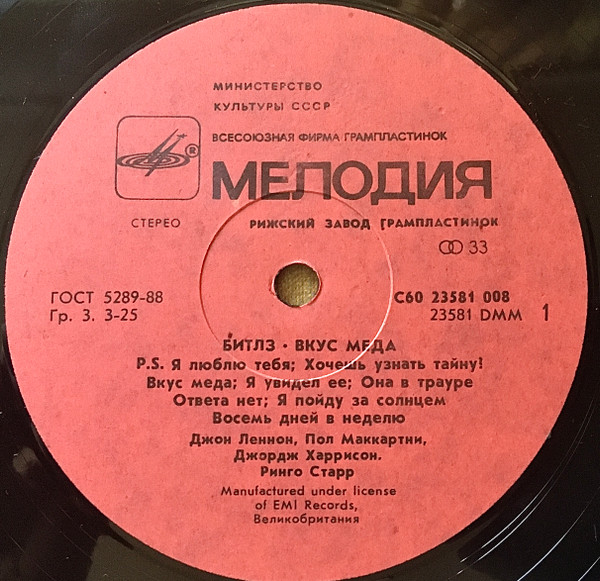 МИНИСТЕРСТВО
КУЛЬТУРЫ СССР
ВСЕСОЮЗНАЯ ФИРМА ГРАМПЛАСТИНОК
®
МЕЛОДИЯ
СТЕРЕО
РИЖСКИЙ ЗАВОД ГРАМПЛАСТИНОК
33
ГОСТ 5289-88
Гр. 3. 3-25
С60 23581 008
23581 DMM 1
БИТЛЗ · ВКУС МЕДА
P.S. Я люблю тебя; Хочешь узнать тайну!
Вкус меда; Я увидел ее; Она в трауре
Ответа нет; Я пойду за солнцем
Восемь дней в неделю
Джон Леннон, Пол Маккартни,
Джордж Харрисон.
Ринго Старр
Manufactured under license
of EMI Records,
Великобритания